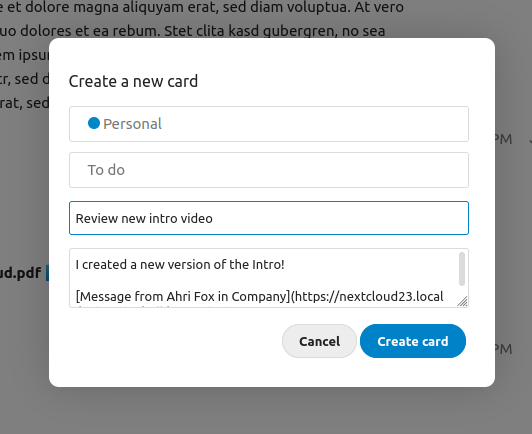 e et dolore magna aliquyam erat, sed diam voluptua. At vero
uo dolores et ea rebum. Stet clita kasd gubergren, no sea
em ipsu
tr, sed d
rat, sed
Create a new card
Personal
PM
To do
Review new intro video
I created a new version of the Intro!
ud.pdf
[Message from Ahri Fox in Company](https://nextcloud23.local
Cancel
Create card
PM